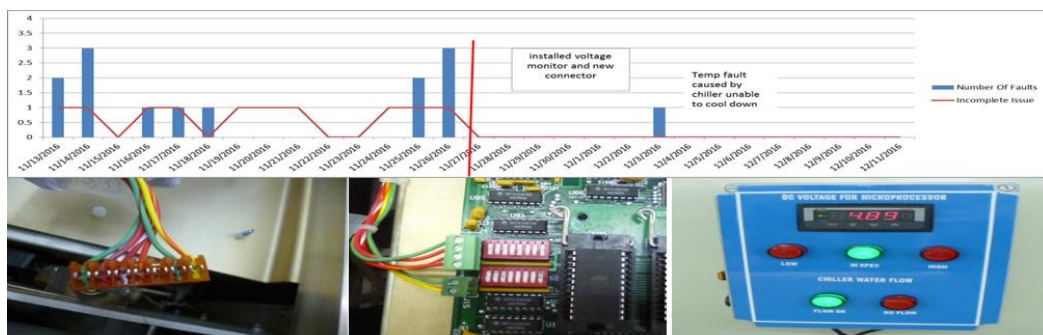 4
3.5
3
2.5
2
1.5
1
0.5
0
installed voltage
monitor and new
connector
Temp fault
caused by
chiller unable
to cool down
Number Of Faults
Incomplete Issue
11/13/2016
11/14/2016
11/15/2016
11/16/2016
11/17/2016
11/18/2016
11/19/2016
11/20/2016
11/21/2016
11/22/2016
11/23/2016
11/24/2016
11/25/2016
11/26/2016
11/27/2016
11/28/2016
11/29/2016
11/30/2016
12/1/2016
12/2/2016
12/3/2016
12/4/2016
12/5/2016
12/6/2016
12/7/2016
12/8/2016
12/9/2016
12/10/2016
12/11/2016
U91
U1
DC VOLTAGE FOR MICROPROCESSOR
4.89
LOW
IN SPEC
HIGH
CHILLER WATER FLOW
FLOW OK
NO FLOW